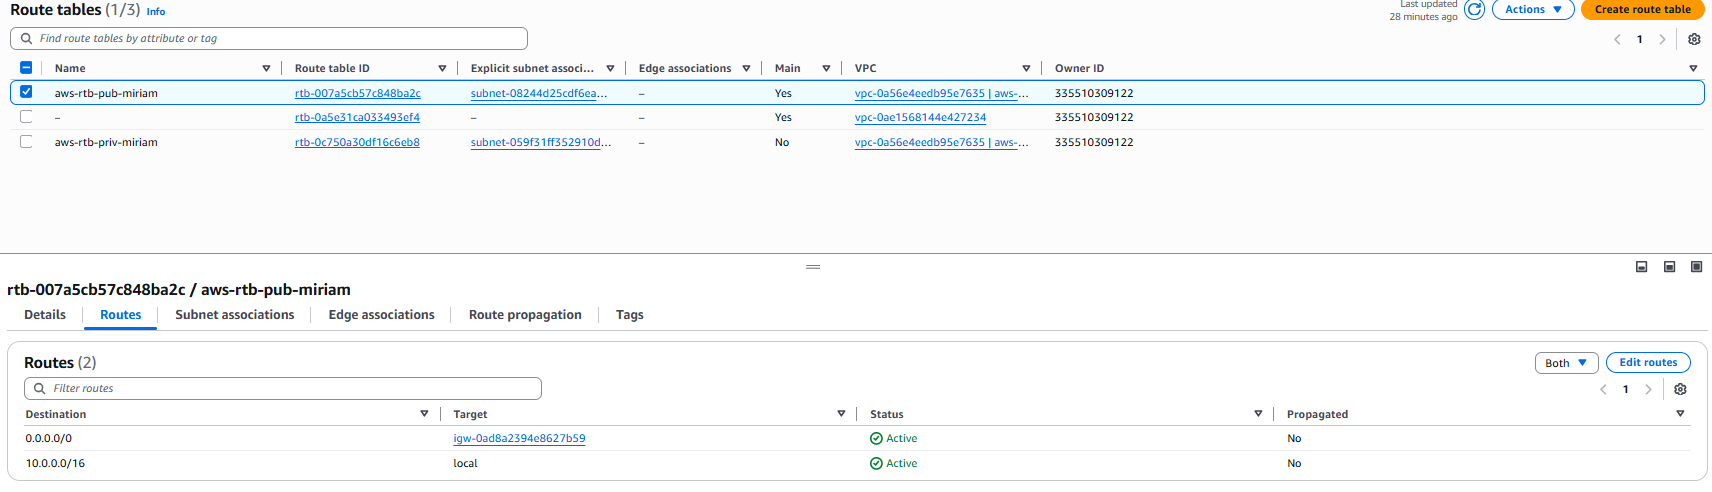 Route tables (1/3) Info
Last updated
28 minutes ago
Actions
Create route table
Find route tables by attribute or tag
1
Name Route table ID Explicit subnet associ... Edge associations Main VPC Owner ID
aws-rtb-pub-miriam rtb-007a5cb57c848ba2c subnet-08244d25cdf6ea... – Yes vpc-0a56e4eedb95e7635 | aws-... 335510309122
– rtb-0a5e31ca033493ef4 – – Yes vpc-0ae1568144e427234 335510309122
aws-rtb-priv-miriam rtb-0c750a30df16c6eb8 subnet-059f31ff352910d... – No vpc-0a56e4eedb95e7635 | aws-... 335510309122
rtb-007a5cb57c848ba2c / aws-rtb-pub-miriam
Details Routes Subnet associations Edge associations Route propagation Tags
Routes (2)
Both
Edit routes
Filter routes
1
Destination Target Status Propagated
0.0.0.0/0 igw-0ad8a2394e8627b59 Active No
10.0.0.0/16 local Active No